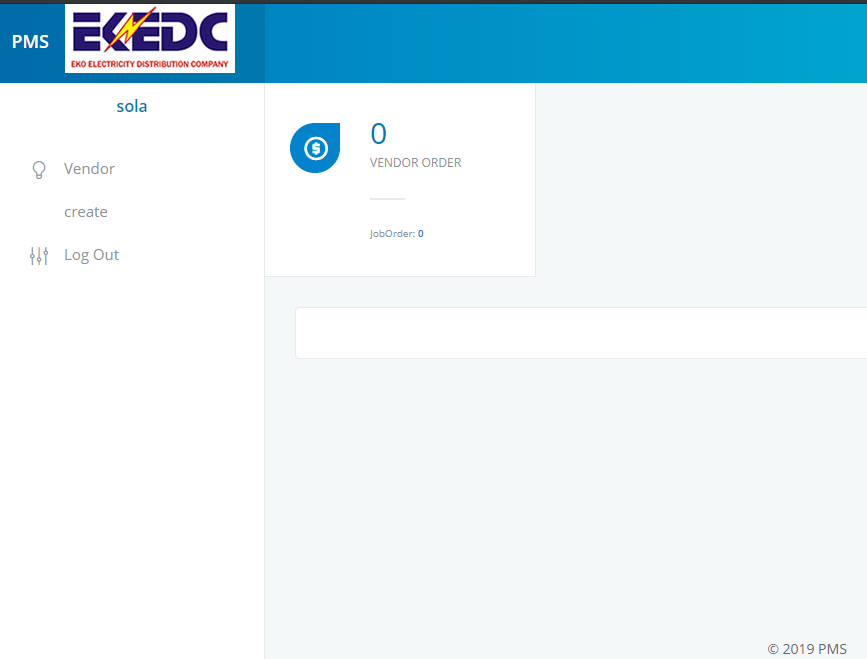 PMS
EKEDC
EKO ELECTRICITY DISTRIBUTION COMPANY
sola
Vendor
create
Log Out
0
VENDOR ORDER
JobOrder: 0
© 2019 PMS